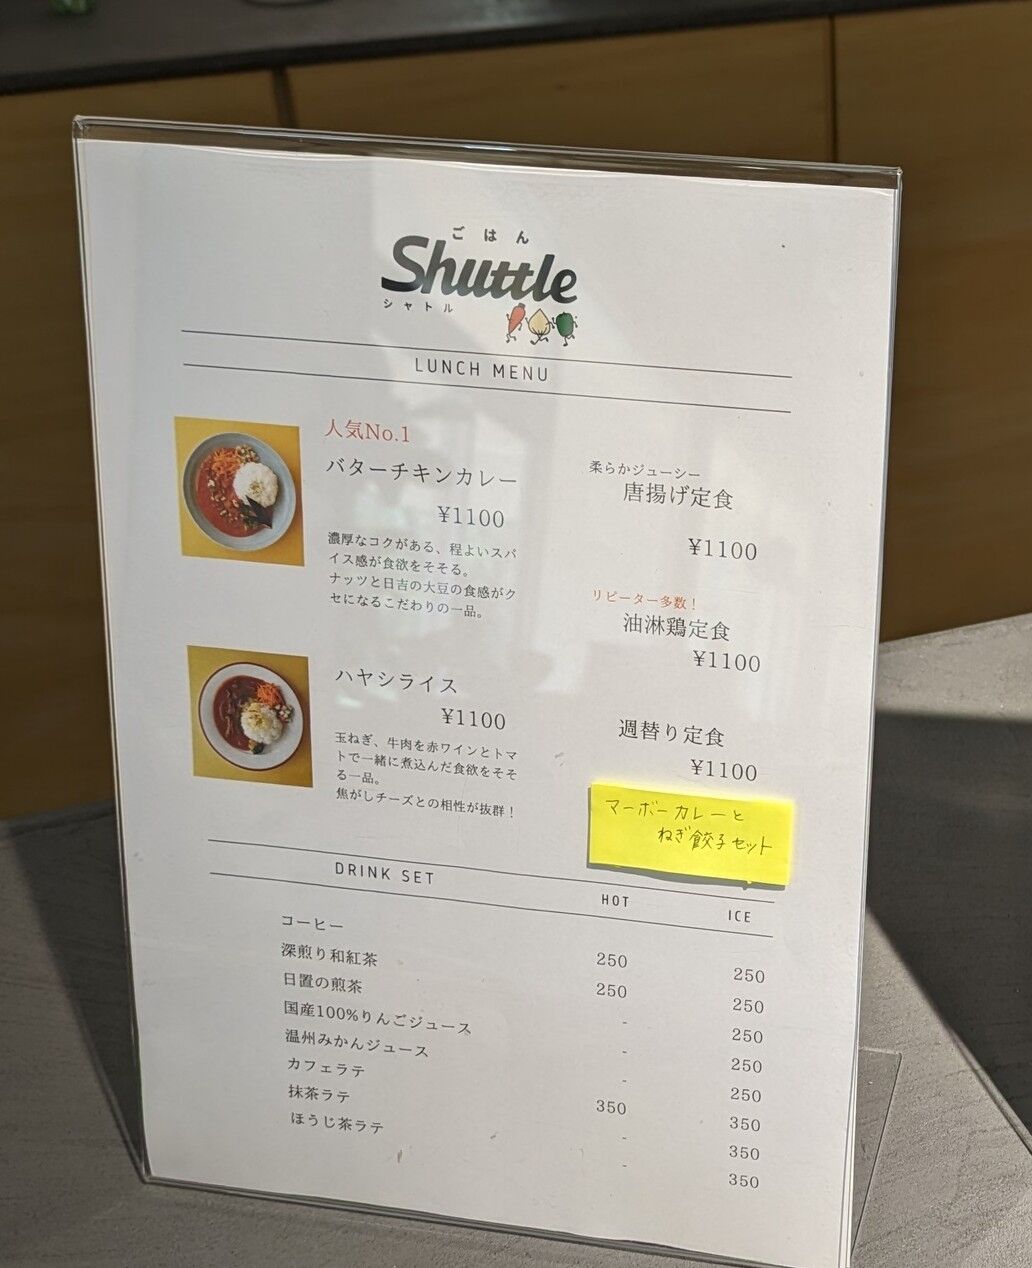 ごはん
Shuttle
シャトル
LUNCH MENU
人気No.1
バターチキンカレー
¥1100
濃厚なコクがある、程よいスパ
イス感が食欲をそそる。
ナッツと日吉の大豆の食感がク
セになるこだわりの一品。
ハヤシライス
¥1100
玉ねぎ、牛肉を赤ワインとトマ
トで一緒に煮込んだ食欲をそそ
る一品。
焦がしチーズとの相性が抜群！
柔らかジューシー
唐揚げ定食
¥1100
リピーター多数！
油淋鶏定食
¥1100
週替り定食
¥1100
マーボーカレーと
ねぎ餃子セット
DRINK SET HOT ICE
コーヒー 250 250
深煎り和紅茶 250 250
日置の煎茶 - 250
国産100%りんごジュース - 250
温州みかんジュース - 250
カフェラテ 350 350
抹茶ラテ - 350
ほうじ茶ラテ - 350